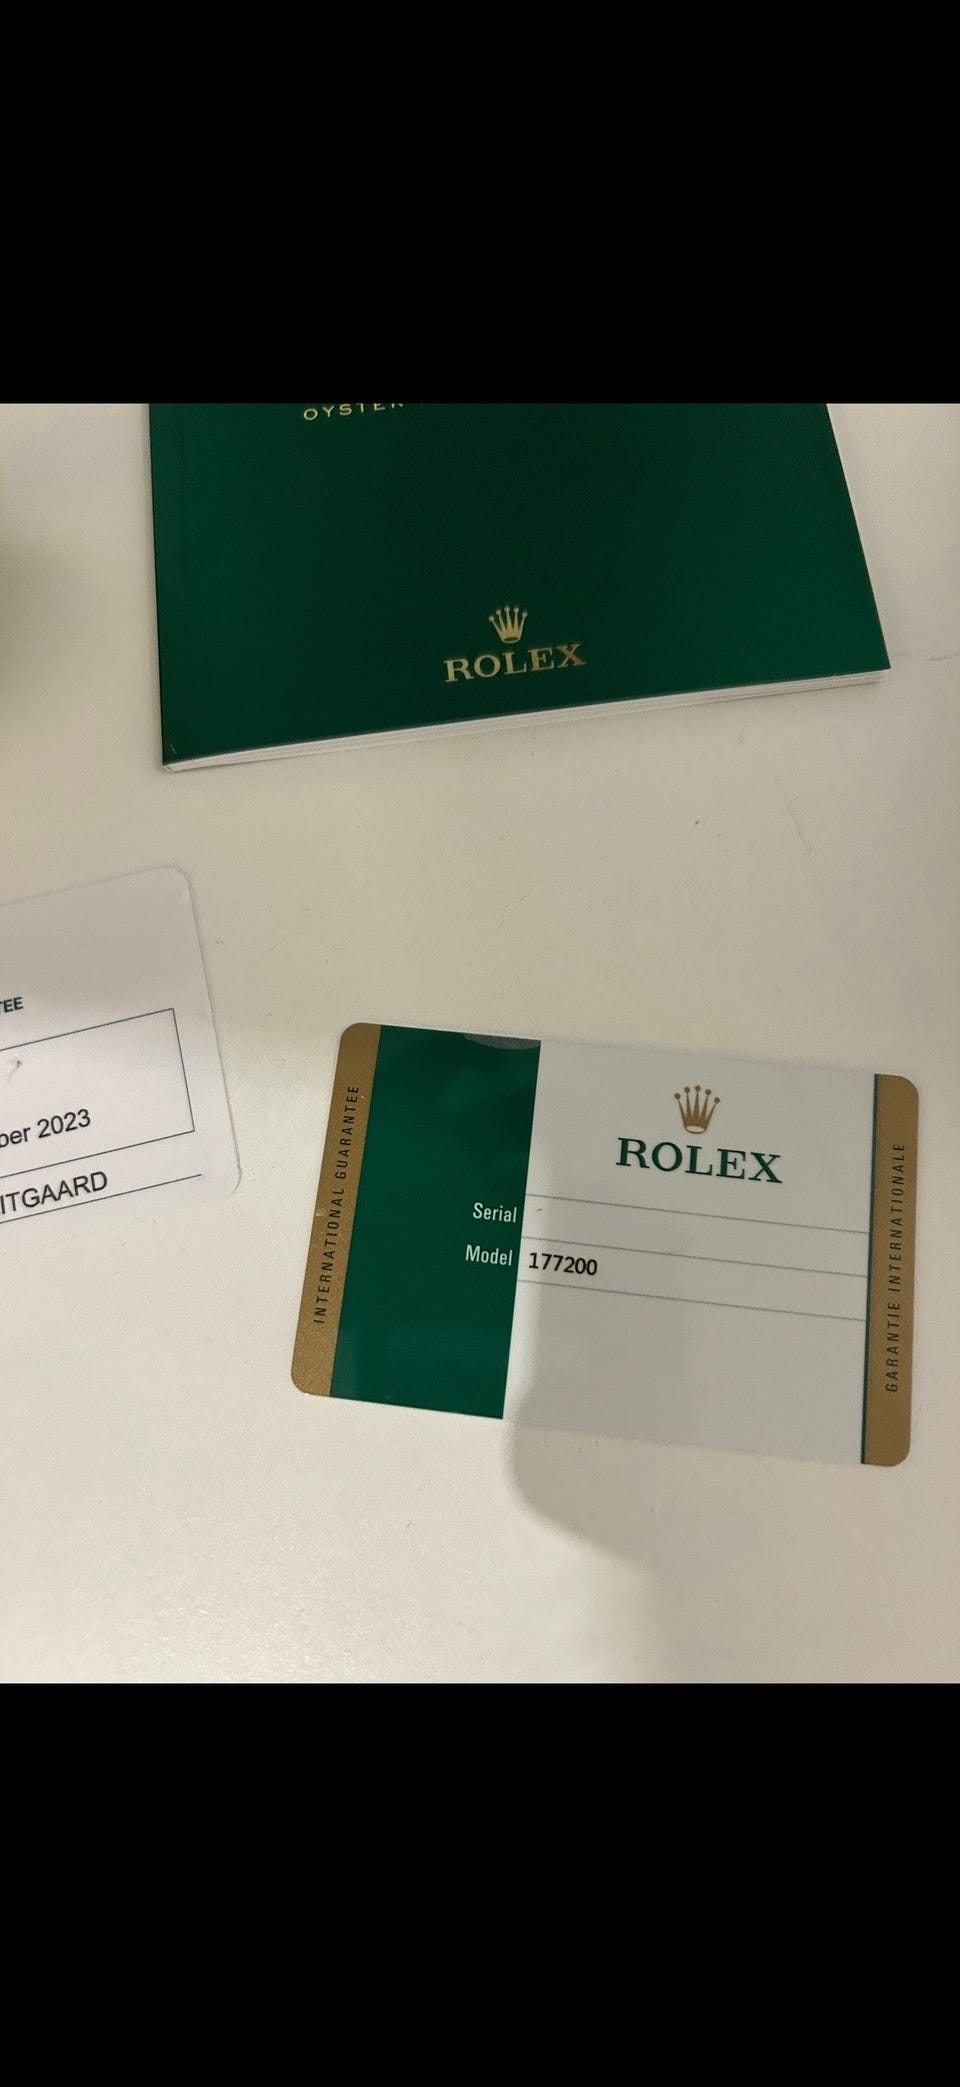 OYSTER
ROLEX
TEE
ber 2023
ITGAARD
INTERNATIONAL GUARANTEE
ROLEX
Serial
Model 177200
GARANTIE INTERNATIONALE